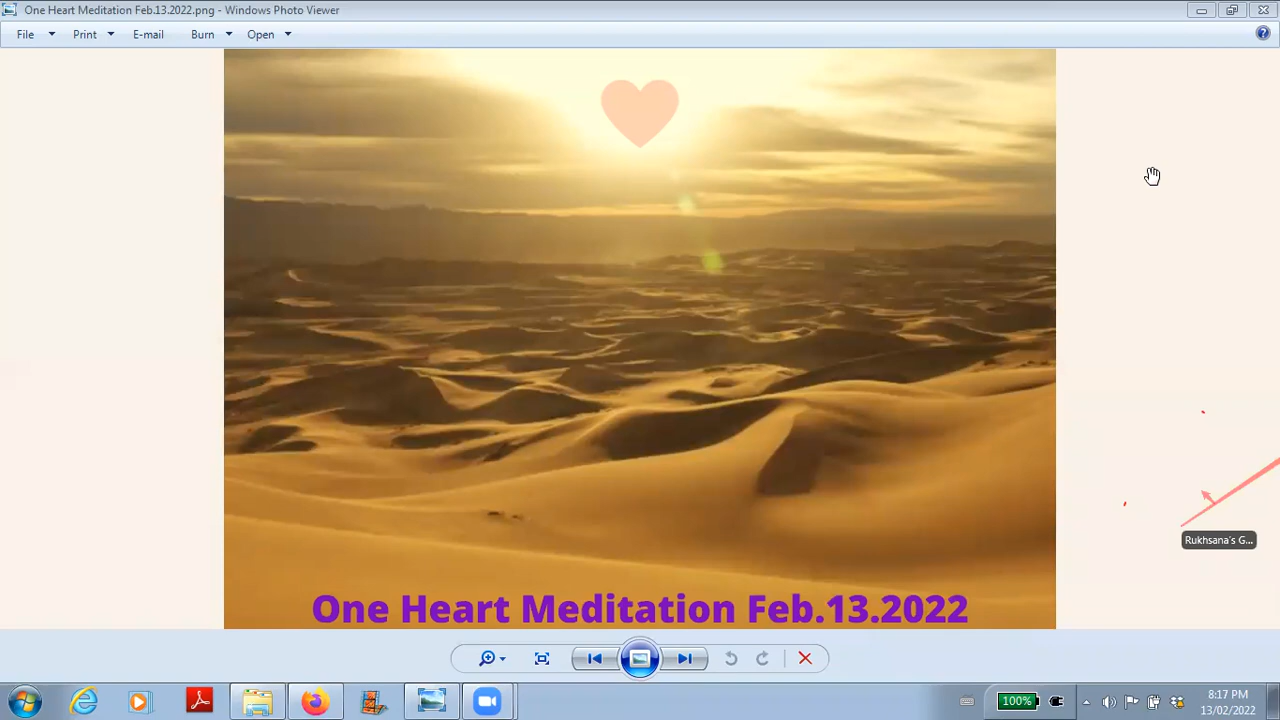 One Heart Meditation Feb.13.2022.png - Windows Photo Viewer
File Print E-mail Burn Open
One Heart Meditation Feb.13.2022
Rukhsana's G...
100%
8:17 PM
13/02/2022